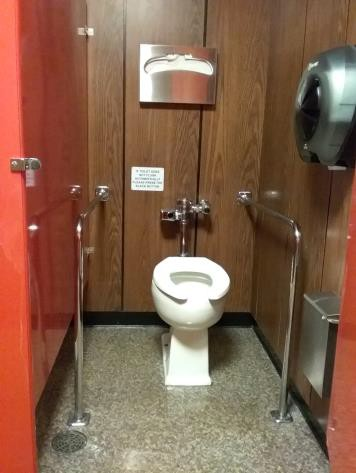 IF TOILET DOES
NOT FLUSH
AUTOMATICALLY
PLEASE PRESS THE
BLACK BUTTON